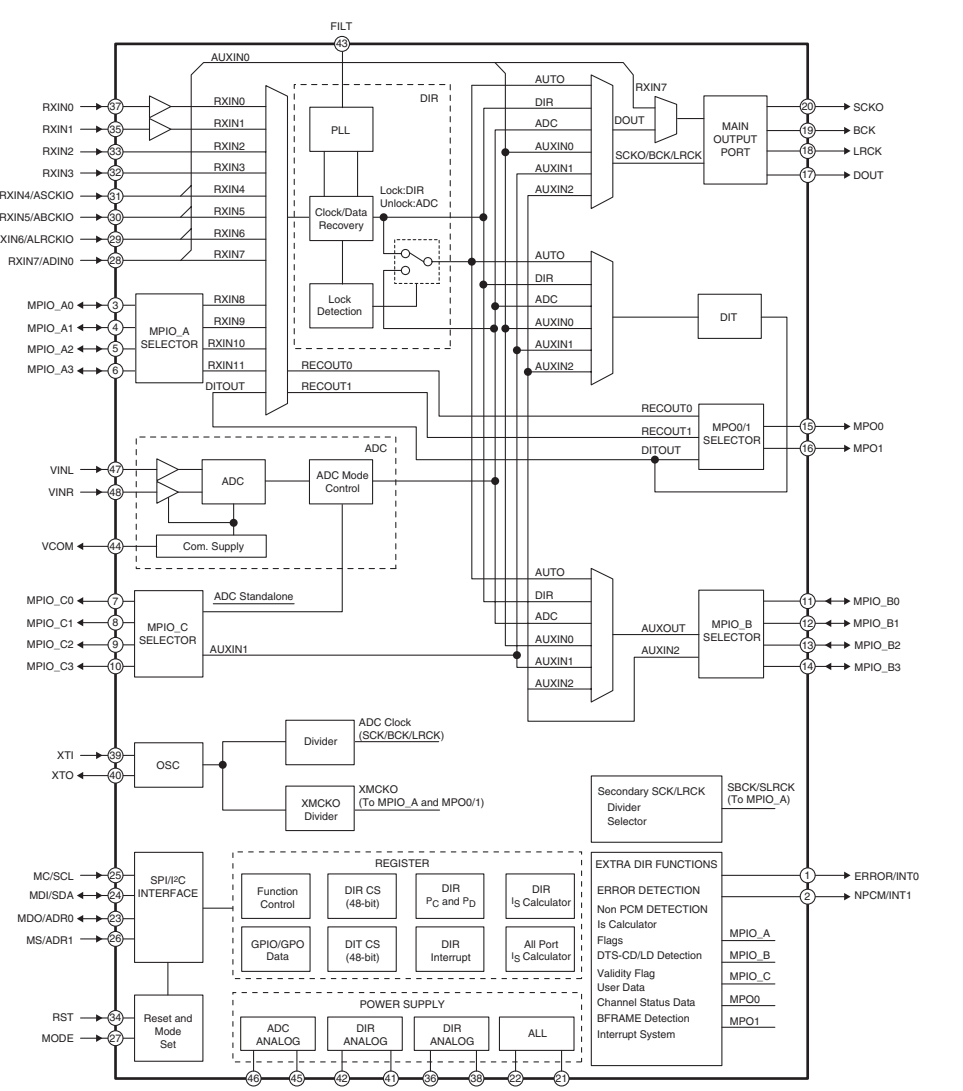 FILT
43
AUXIN0
RXIN0 37 RXIN0
RXIN1 35 RXIN1
RXIN2 33 RXIN2
RXIN3 32 RXIN3
RXIN4/ASCKIO 31 RXIN4
RXIN5/ABCKIO 30 RXIN5
XIN6/ALRCKIO 29 RXIN6
RXIN7/ADIN0 28 RXIN7
MPIO_A0 3 RXIN8
MPIO_A1 4 RXIN9
MPIO_A2 5 RXIN10
MPIO_A3 6 RXIN11
MPIO_A
SELECTOR
DITOUT
RECOUT0
RECOUT1
DIR
PLL
Clock/Data
Recovery
Lock:DIR
Unlock:ADC
Lock
Detection
AUTO
DIR
ADC
AUXIN0
AUXIN1
AUXIN2
RXIN7
DOUT
SCKO/BCK/LRCK
MAIN
OUTPUT
PORT
20 SCKO
19 BCK
18 LRCK
17 DOUT
AUTO
DIR
ADC
AUXIN0
AUXIN1
AUXIN2
DIT
RECOUT0
RECOUT1
DITOUT
MPO0/1
SELECTOR
15 MPO0
16 MPO1
ADC
VINL 47
VINR 48
ADC
ADC Mode
Control
VCOM 44
Com. Supply
MPIO_C0 7
MPIO_C1 8
MPIO_C2 9
MPIO_C3 10
MPIO_C
SELECTOR
ADC Standalone
AUXIN1
AUTO
DIR
ADC
AUXIN0
AUXIN1
AUXIN2
AUXOUT
AUXIN2
MPIO_B
SELECTOR
11 MPIO_B0
12 MPIO_B1
13 MPIO_B2
14 MPIO_B3
XTI 39
XTO 40
OSC
Divider
ADC Clock
(SCK/BCK/LRCK)
XMCKO
Divider
XMCKO
(To MPIO_A and MPO0/1)
Secondary SCK/LRCK
Divider
Selector
SBCK/SLRCK
(To MPIO_A)
MC/SCL 25
MDI/SDA 24
MDO/ADR0 23
MS/ADR1 26
SPI/I²C
INTERFACE
REGISTER
Function
Control
DIR CS
(48-bit)
DIR
PC and PD
DIR
IS Calculator
GPIO/GPO
Data
DIT CS
(48-bit)
DIR
Interrupt
All Port
IS Calculator
EXTRA DIR FUNCTIONS
ERROR DETECTION
Non PCM DETECTION
Is Calculator
Flags
DTS-CD/LD Detection
Validity Flag
User Data
Channel Status Data
BFRAME Detection
Interrupt System
MPIO_A
MPIO_B
MPIO_C
MPO0
MPO1
1 ERROR/INT0
2 NPCM/INT1
RST 34
MODE 27
Reset and
Mode
Set
POWER SUPPLY
ADC
ANALOG
DIR
ANALOG
DIR
ANALOG
ALL
46 45 42 41 36 38 22 21